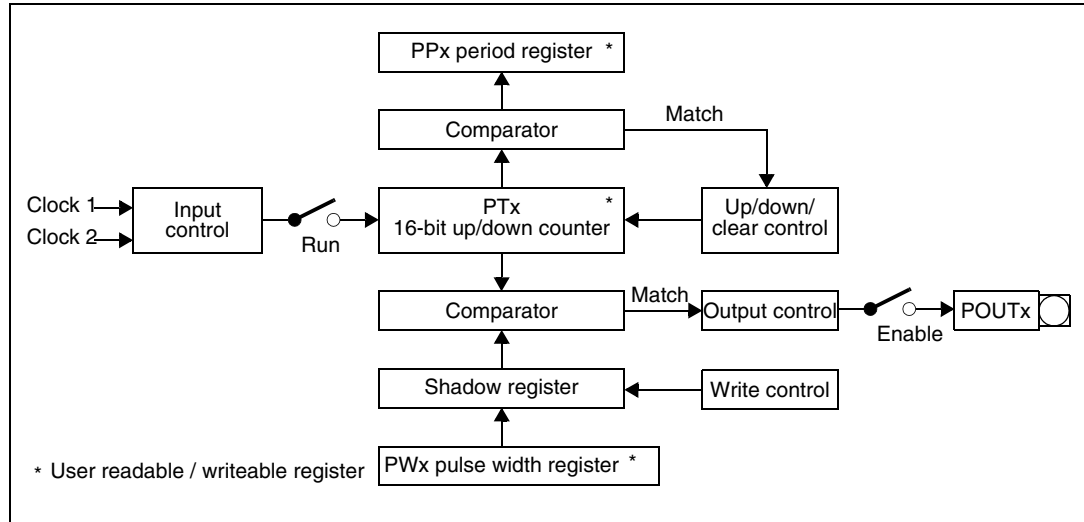 PPx period register *
Comparator
Match
Clock 1
Clock 2
Input
control
Run
PTx *
16-bit up/down counter
Up/down/
clear control
Comparator
Match
Output control
Enable
POUTx
Shadow register
Write control
PWx pulse width register *
* User readable / writeable register